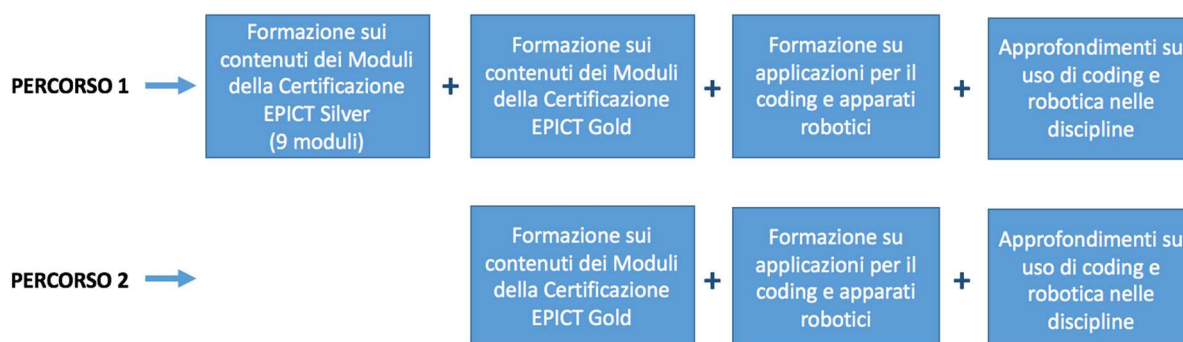 PERCORSO 1
Formazione sui
contenuti dei Moduli
della Certificazione
EPICT Silver
(9 moduli)
+
Formazione sui
contenuti dei Moduli
della Certificazione
EPICT Gold
+
Formazione su
applicazioni per il
coding e apparati
robotici
+
Approfondimenti su
uso di coding e
robotica nelle
discipline
PERCORSO 2
Formazione sui
contenuti dei Moduli
della Certificazione
EPICT Gold
+
Formazione su
applicazioni per il
coding e apparati
robotici
+
Approfondimenti su
uso di coding e
robotica nelle
discipline